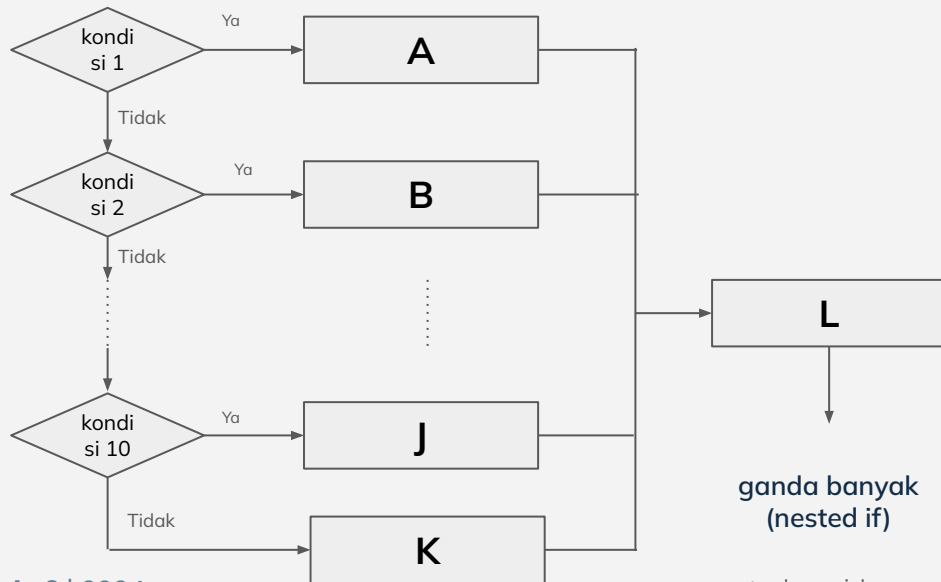 kondi
si 1
Ya
A
Tidak
kondi
si 2
Ya
B
Tidak
L
kondi
si 10
Ya
J
Tidak
K
ganda banyak
(nested if)